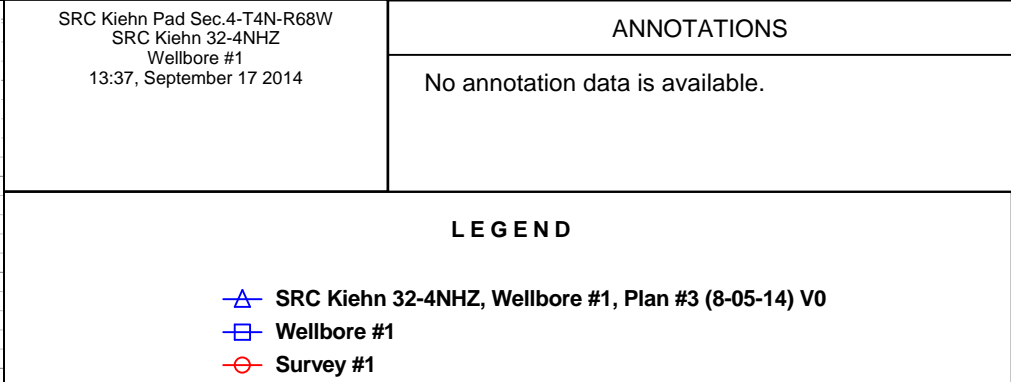 SRC Kiehn Pad Sec.4-T4N-R68W
SRC Kiehn 32-4NHZ
Wellbore #1
13:37, September 17 2014
ANNOTATIONS
No annotation data is available.
LEGEND
SRC Kiehn 32-4NHZ, Wellbore #1, Plan #3 (8-05-14) V0
Wellbore #1
Survey #1